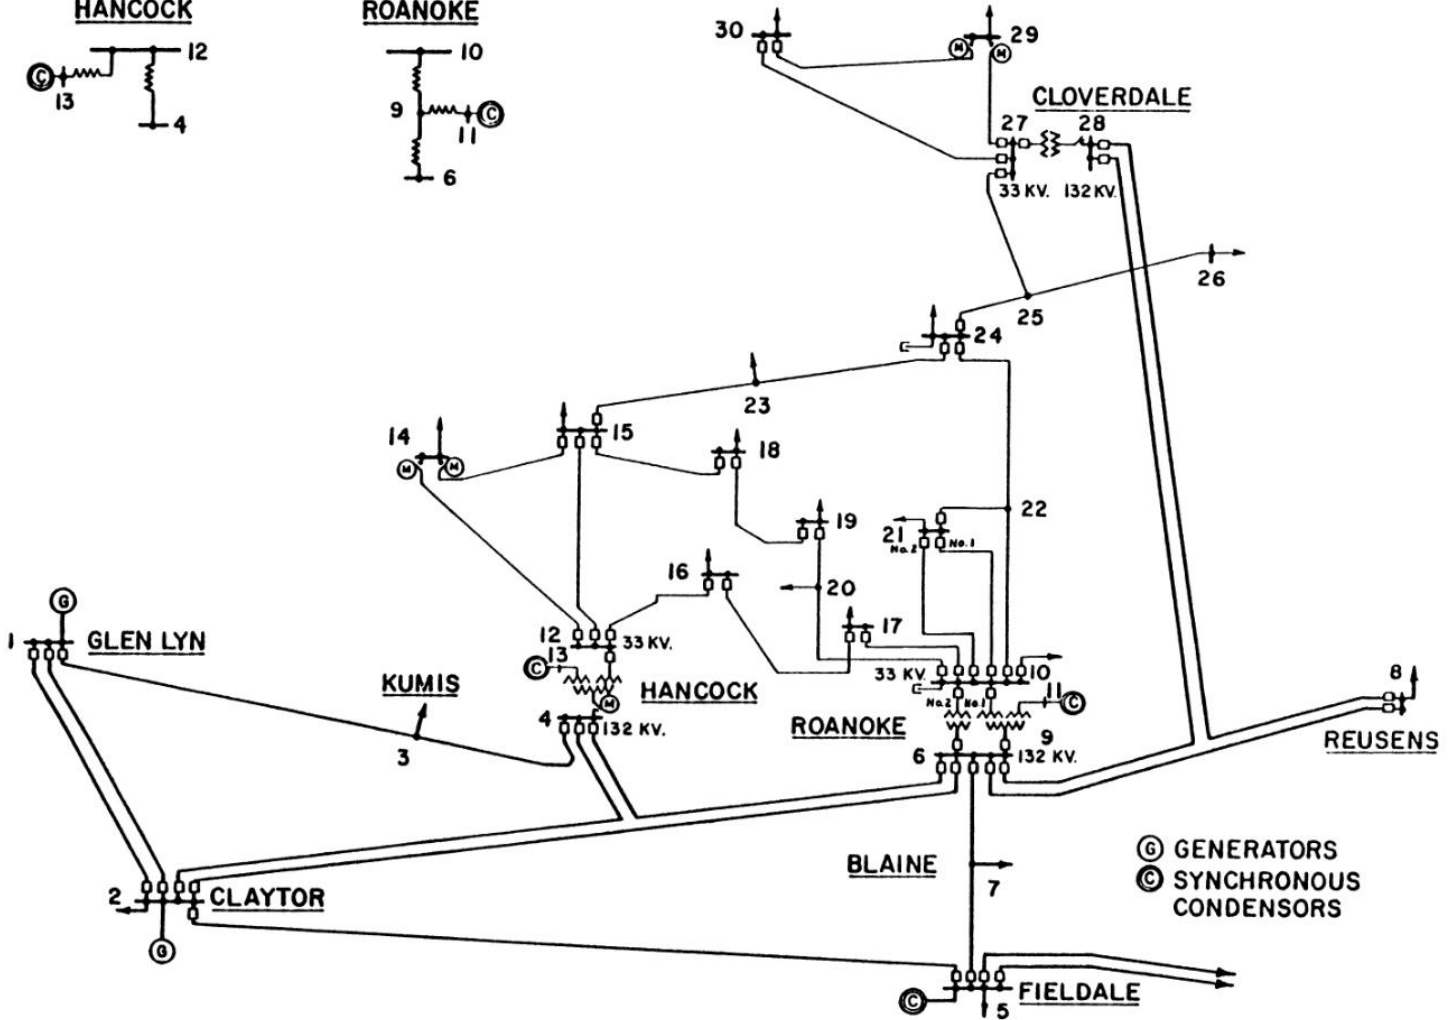 HANCOCK
12
C
13
4
ROANOKE
10
9
C
11
6
30
29
M
M
CLOVERDALE
27
28
33 KV.
132 KV.
26
25
24
23
14
M
M
15
18
19
22
21
No. 2
No. 1
16
20
17
G
1
GLEN LYN
12
33 KV.
C
13
HANCOCK
M
KUMIS
4
132 KV.
3
33 KV.
10
No. 2
No. 1
11
C
ROANOKE
9
6
132 KV.
8
REUSENS
BLAINE
7
2
CLAYTOR
G
C
5
FIELDALE
G GENERATORS
C SYNCHRONOUS
CONDENSORS